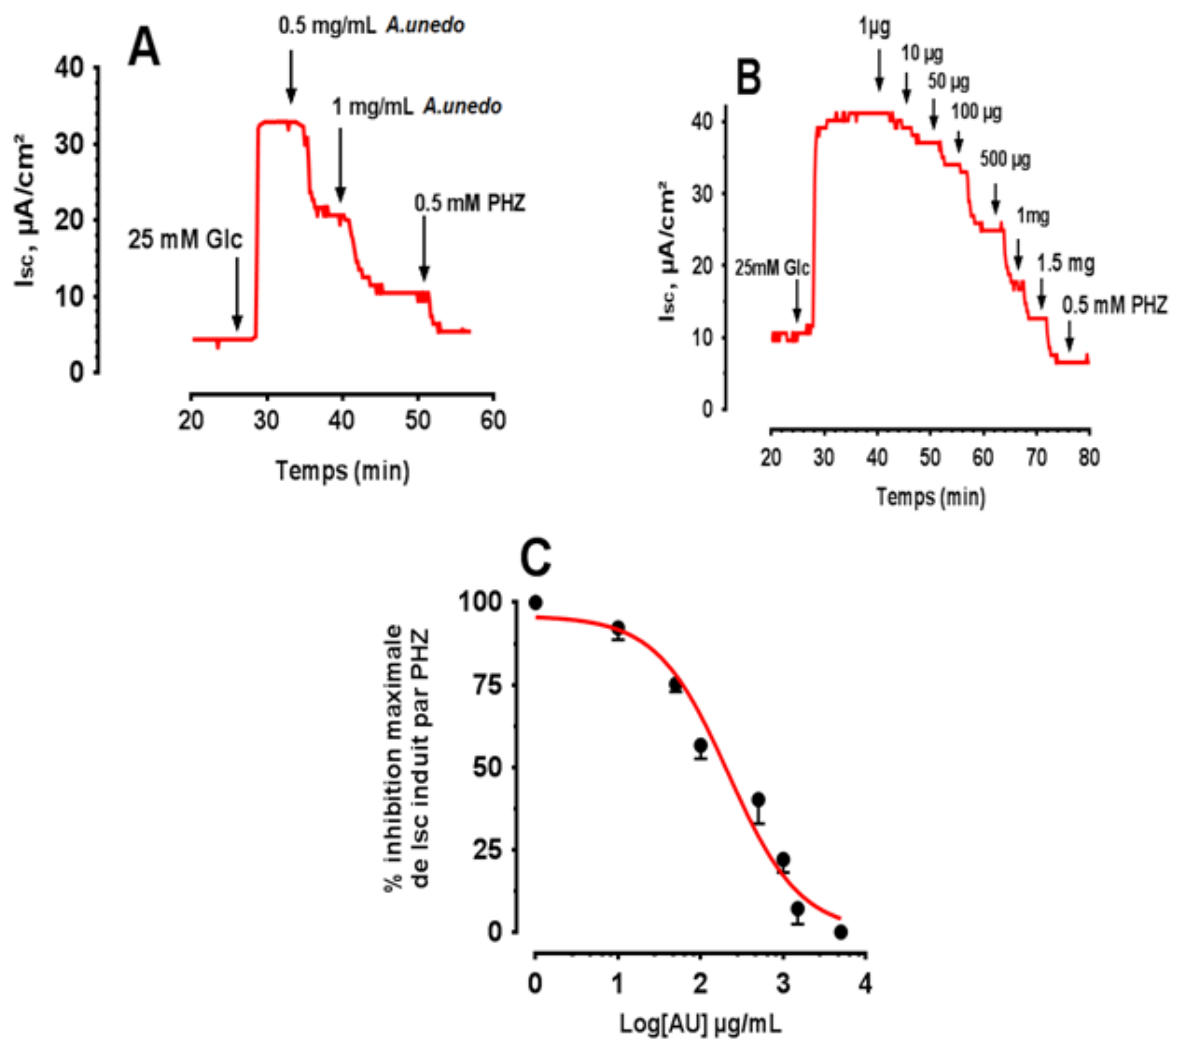 A
0.5 mg/mL A.unedo
1 mg/mL A.unedo
0.5 mM PHZ
25 mM Glc
Isc, µA/cm²
40
30
20
10
0
20 30 40 50 60
Temps (min)
B
1µg
10 µg
50 µg
100 µg
500 µg
1mg
1.5 mg
0.5 mM PHZ
25mM Glc
Isc, µA/cm²
40
30
20
10
0
20 30 40 50 60 70 80
Temps (min)
C
% inhibition maximale
de Isc induit par PHZ
100
75
50
25
0
0 1 2 3 4
Log[AU] µg/mL